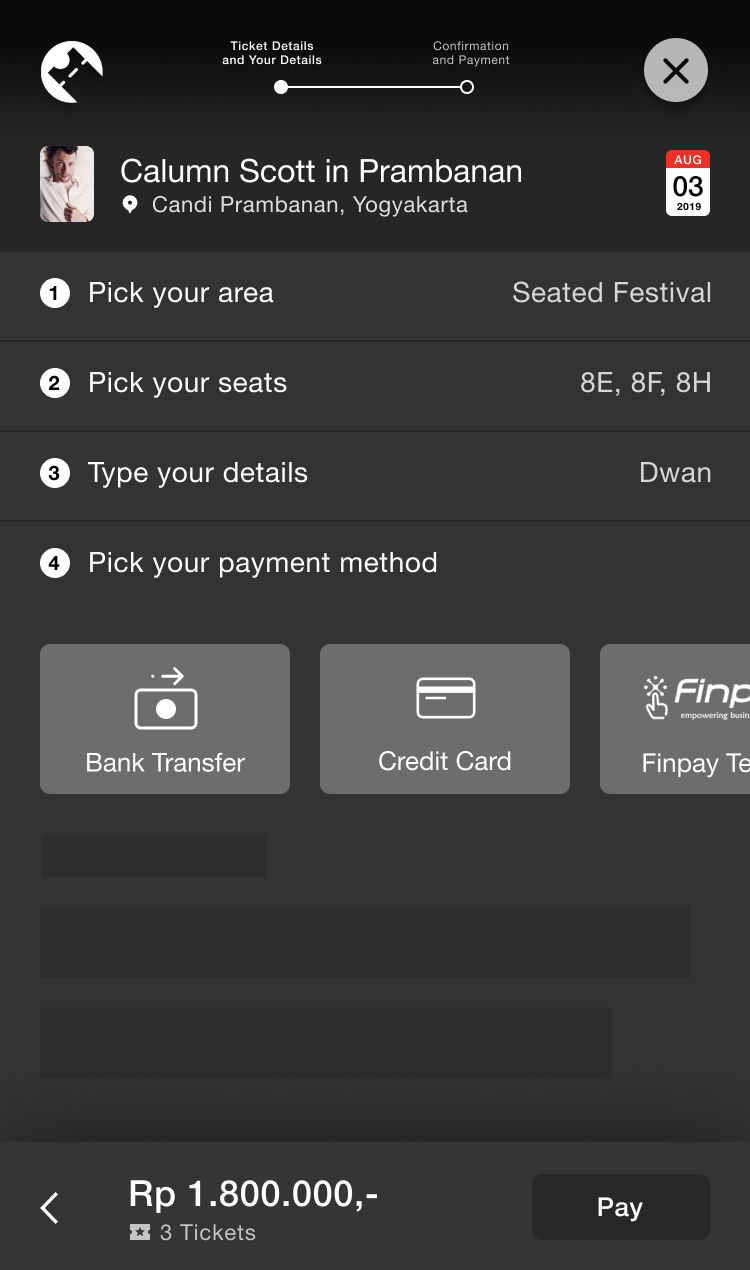 Ticket Details
and Your Details
Confirmation
and Payment
Calumn Scott in Prambanan
Candi Prambanan, Yogyakarta
AUG
03
2019
1 Pick your area Seated Festival
2 Pick your seats 8E, 8F, 8H
3 Type your details Dwan
4 Pick your payment method
Bank Transfer
Credit Card
Finp
empowering busin
Finpay Te
Rp 1.800.000,-
3 Tickets
Pay